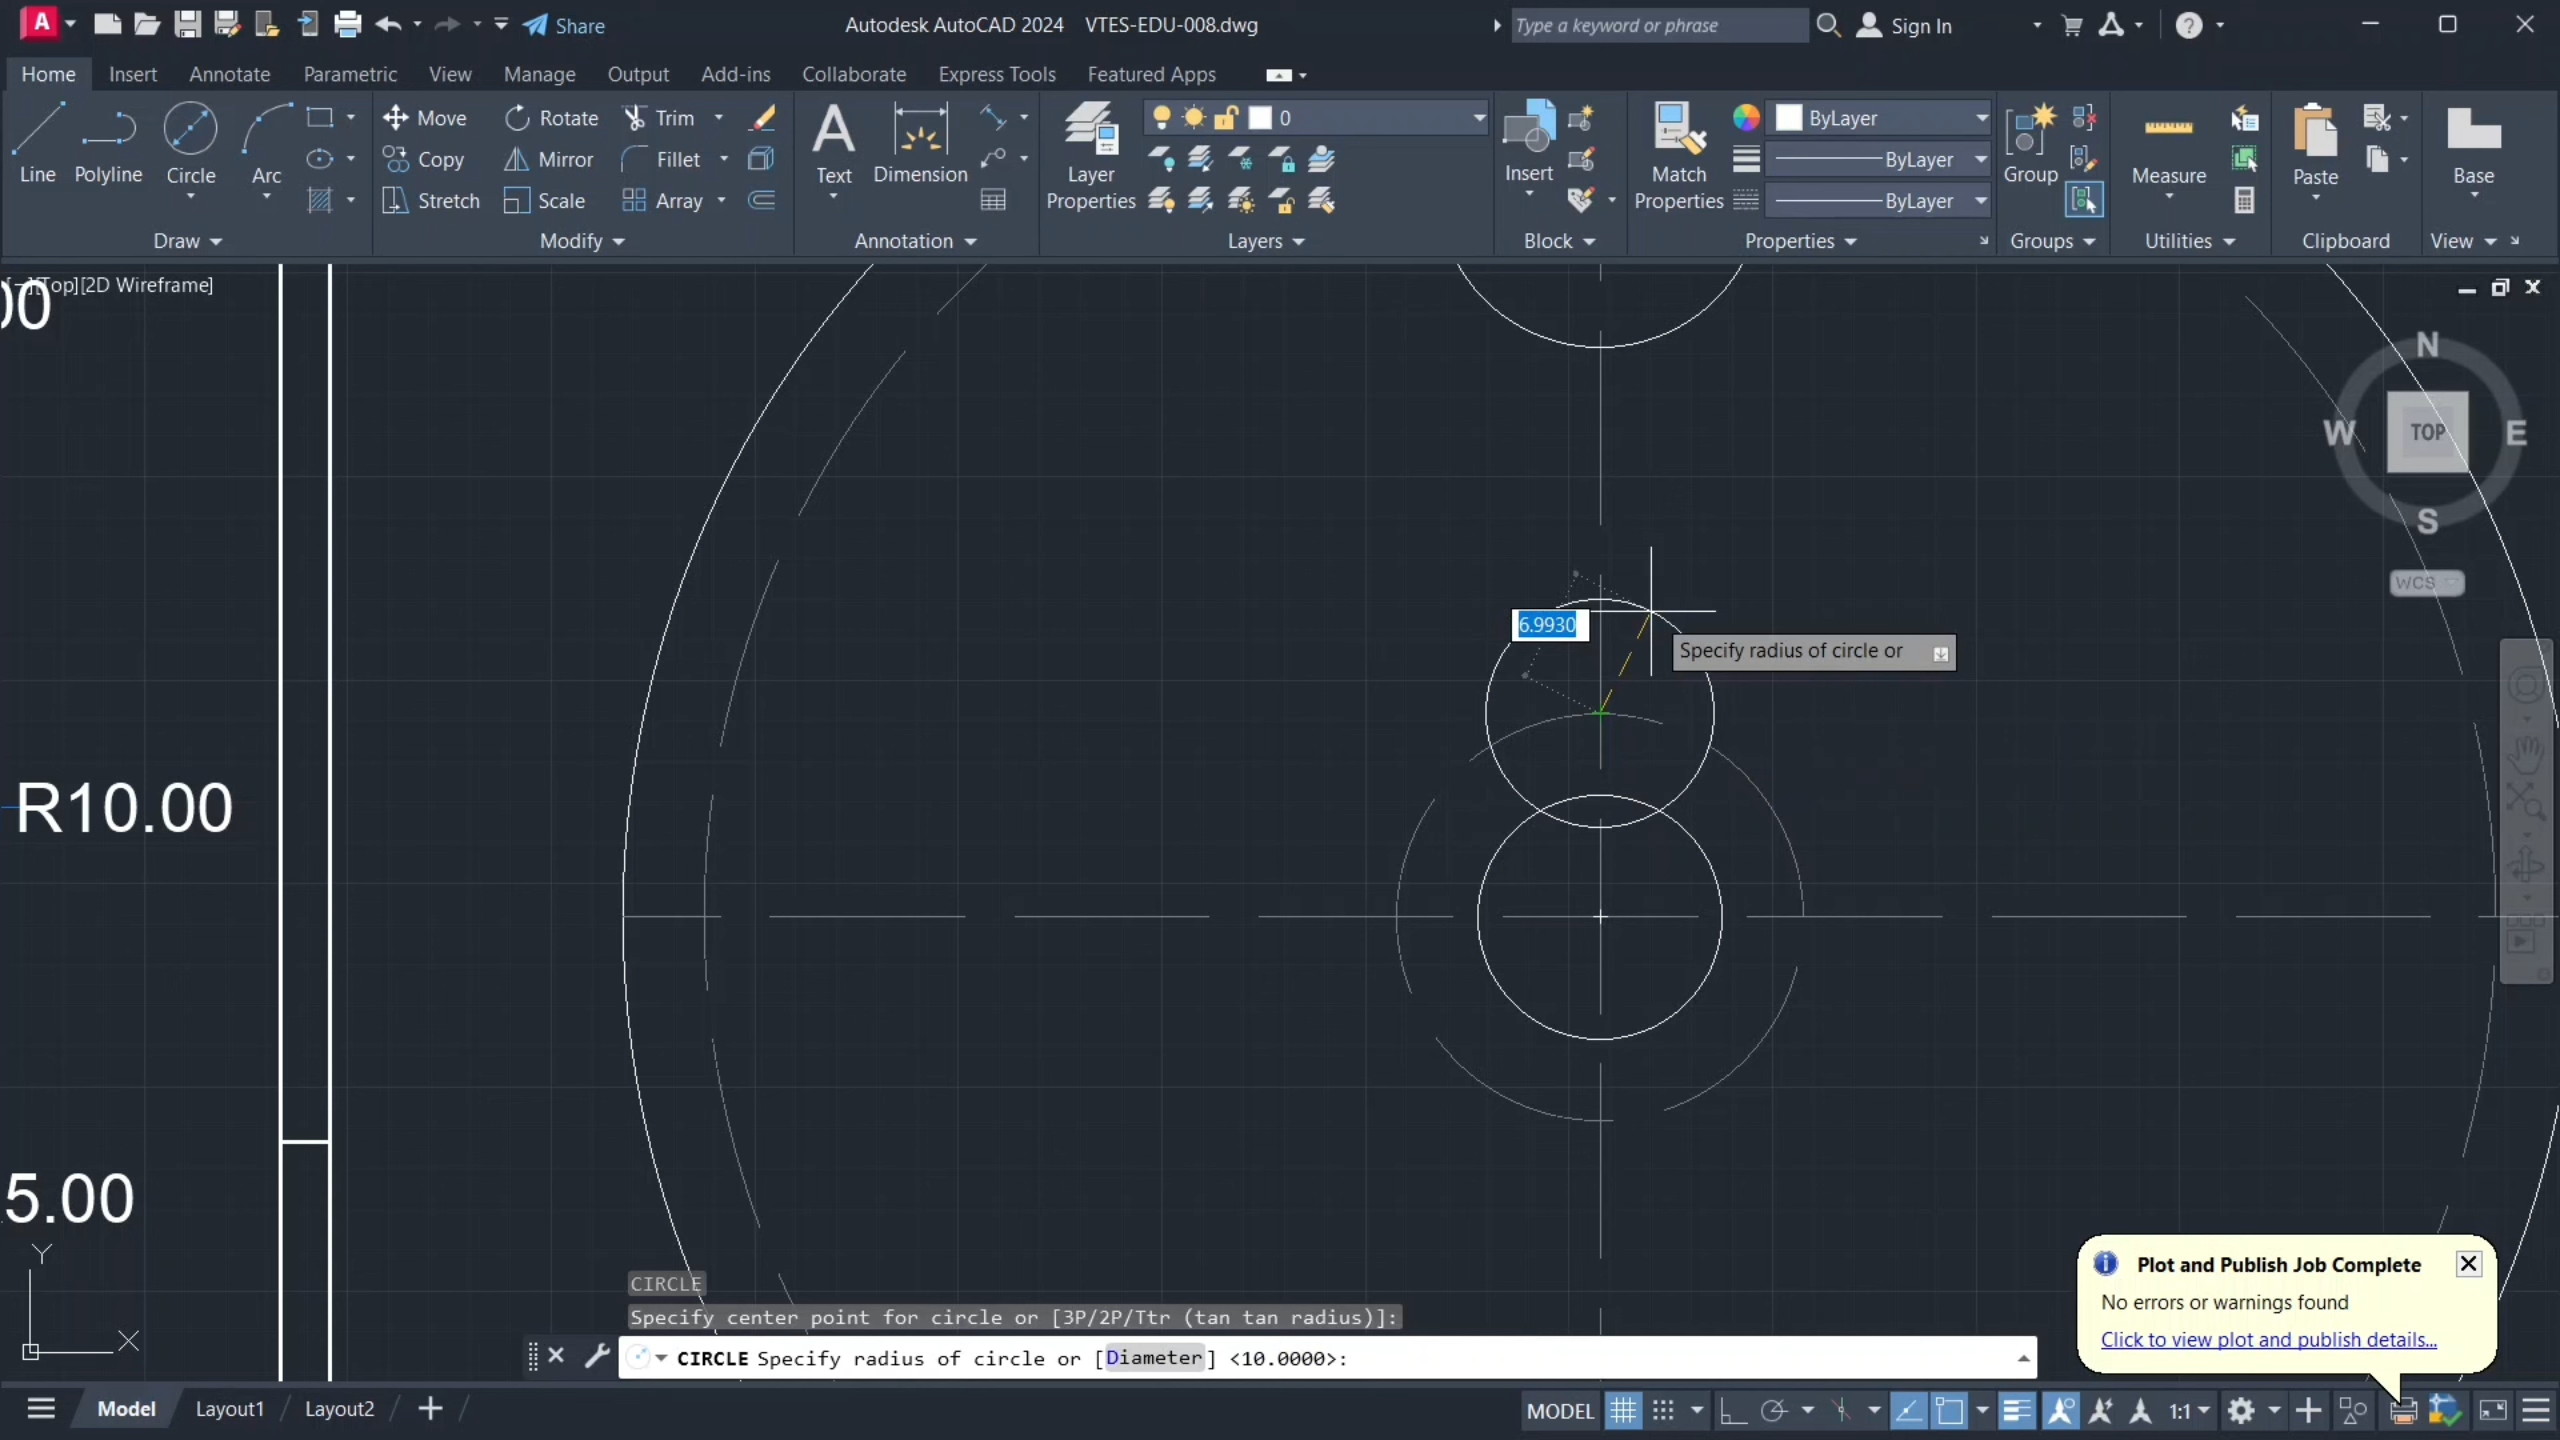 Share
Autodesk AutoCAD 2024 VTES-EDU-008.dwg
Type a keyword or phrase
Sign In
Home Insert Annotate Parametric View Manage Output Add-ins Collaborate Express Tools Featured Apps
Line Polyline Circle Arc
Move Rotate Trim
Copy Mirror Fillet
Stretch Scale Array
Text Dimension
Layer Properties
0
Insert
Match Properties
ByLayer
ByLayer
ByLayer
Group
Measure
Paste
Base
Draw Modify Annotation Layers Block Properties Groups Utilities Clipboard View
[-][Top][2D Wireframe]
00
N
W TOP E
S
WCS
6.9930
Specify radius of circle or
R10.00
5.00
Y
X
CIRCLE
Specify center point for circle or [3P/2P/Ttr (tan tan radius)]:
CIRCLE Specify radius of circle or [Diameter] <10.0000>:
Plot and Publish Job Complete
No errors or warnings found
Click to view plot and publish details...
Model Layout1 Layout2
MODEL 1:1